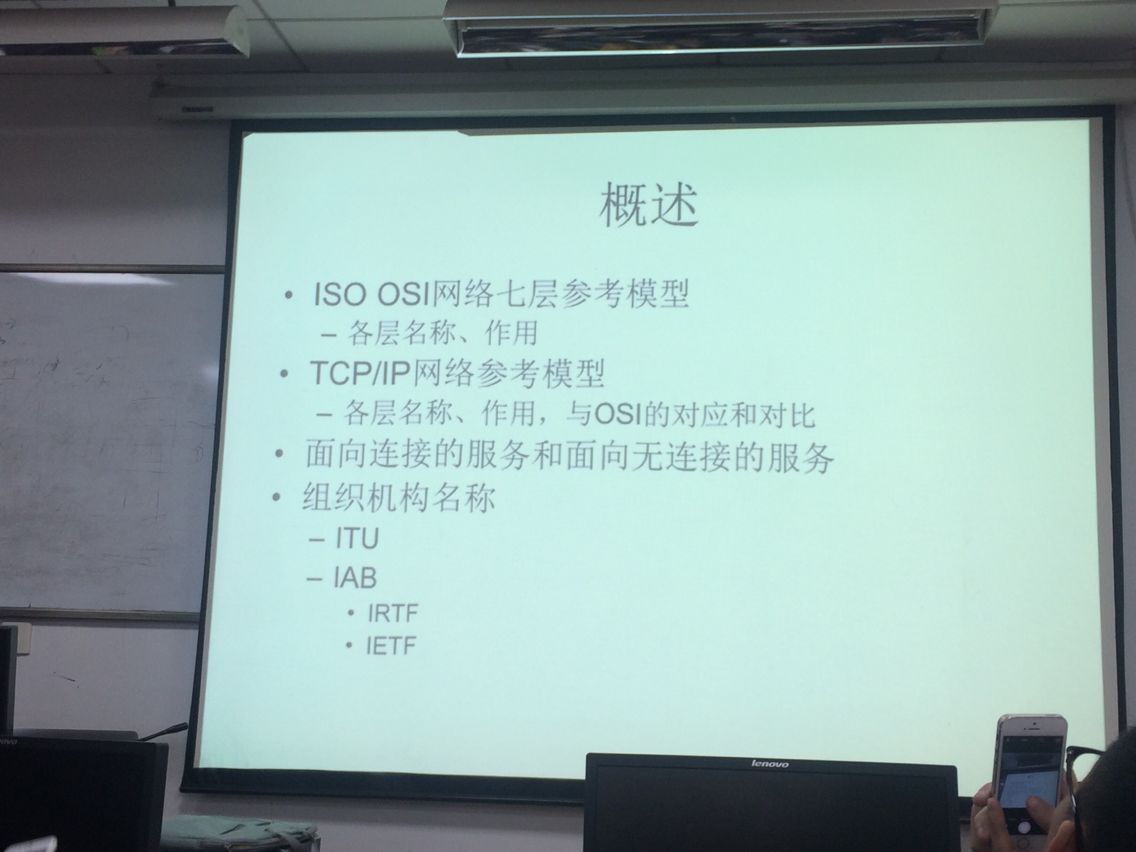 概述
• ISO OSI网络七层参考模型
– 各层名称、作用
• TCP/IP网络参考模型
– 各层名称、作用，与OSI的对应和对比
• 面向连接的服务和面向无连接的服务
• 组织机构名称
– ITU
– IAB
• IRTF
• IETF
lenovo